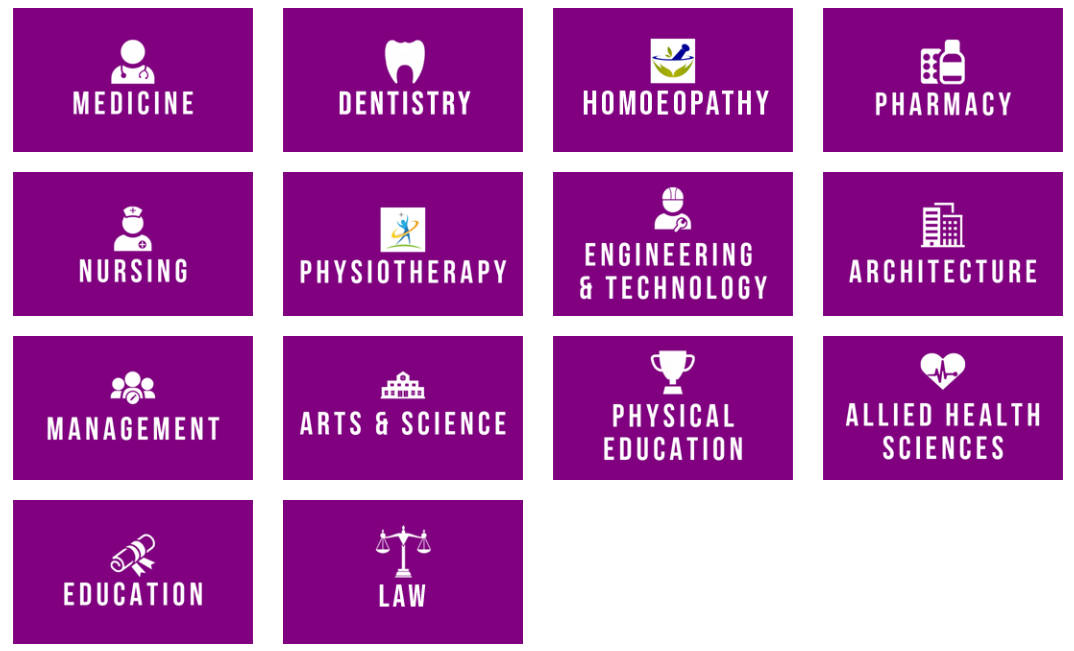 MEDICINE
DENTISTRY
HOMOEOPATHY
PHARMACY
NURSING
PHYSIOTHERAPY
ENGINEERING
& TECHNOLOGY
ARCHITECTURE
MANAGEMENT
ARTS & SCIENCE
PHYSICAL
EDUCATION
ALLIED HEALTH
SCIENCES
EDUCATION
LAW